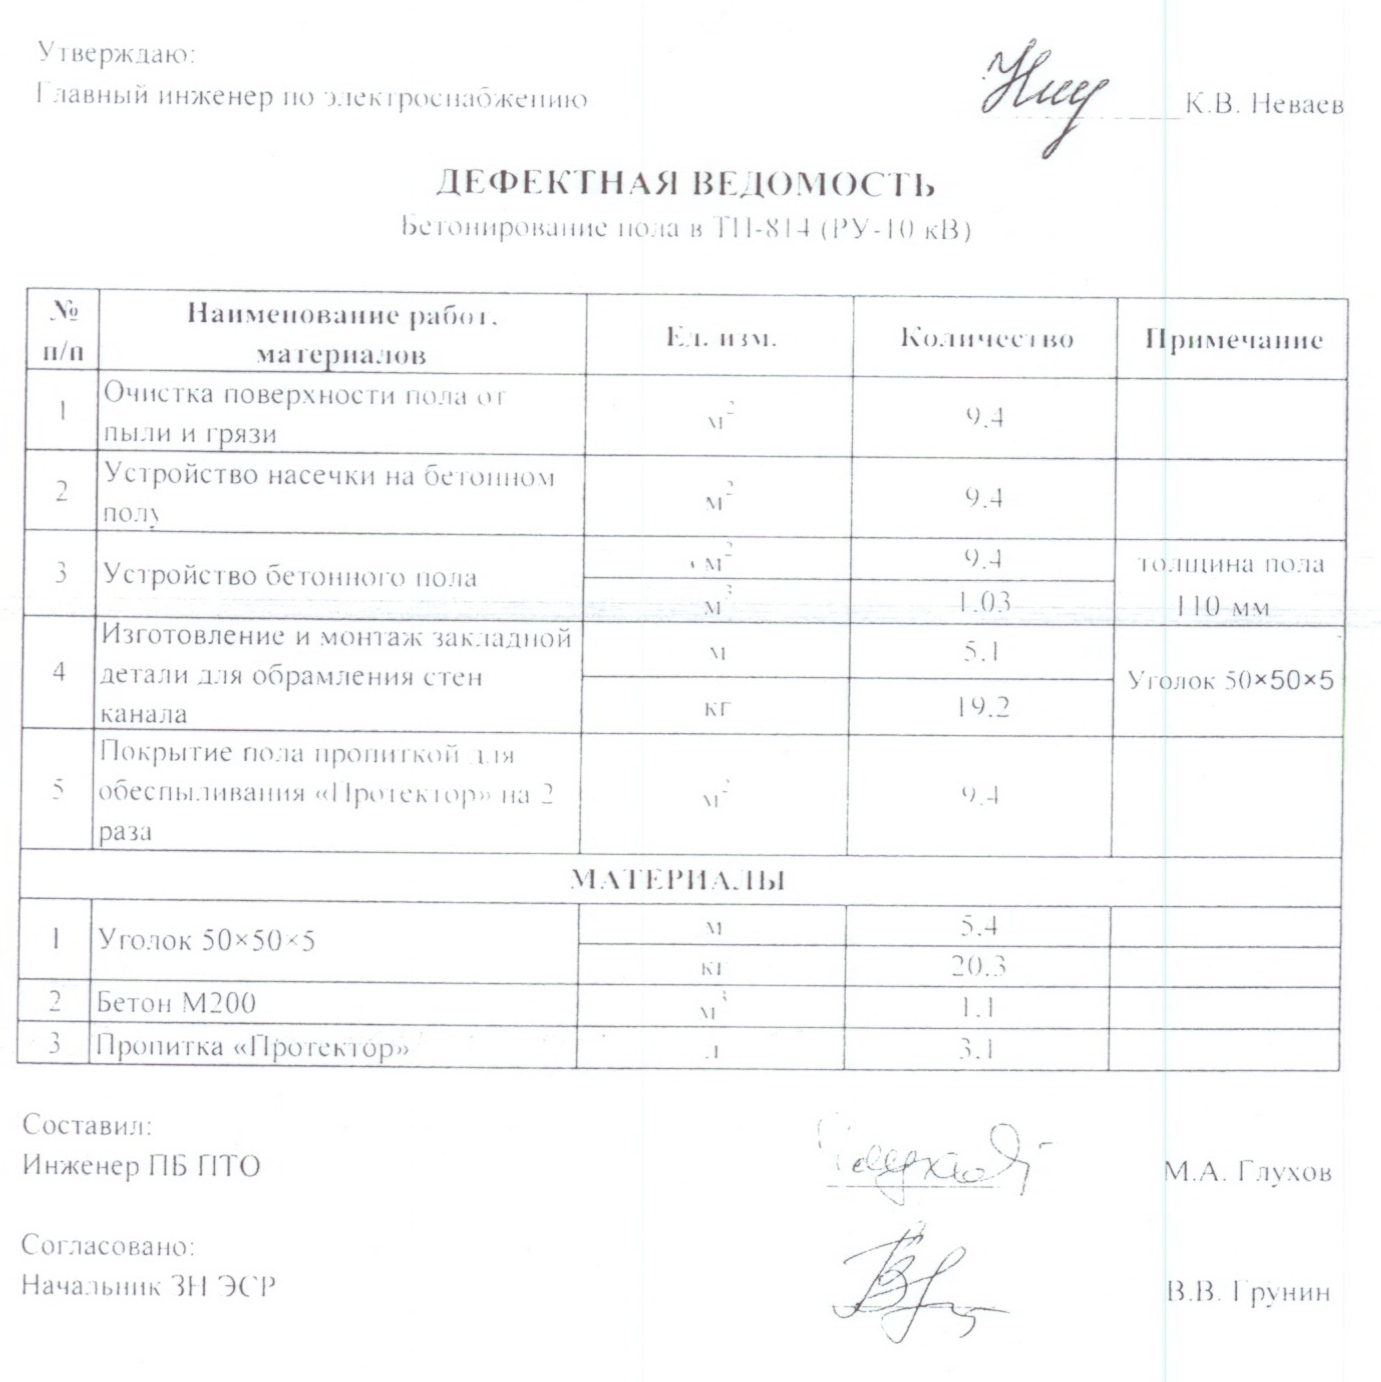 Утверждаю:
Главный инженер по электроснабжению
К.В. Неваев
ДЕФЕКТНАЯ ВЕДОМОСТЬ
Бетонирование пола в ТП-814 (РУ-10 кВ)
№ п/п Наименование работ, материалов Ед. изм. Количество Примечание
1 Очистка поверхности пола от пыли и грязи м² 9.4
2 Устройство насечки на бетонном полу м² 9.4
3 Устройство бетонного пола м² 9.4 толщина пола 110 мм
м³ 1.03
4 Изготовление и монтаж закладной детали для обрамления стен канала м 5.1 Уголок 50×50×5
кг 19.2
5 Покрытие пола пропиткой для обеспыливания «Протектор» на 2 раза м² 9.4
МАТЕРИАЛЫ
1 Уголок 50×50×5 м 5.4
кг 20.3
2 Бетон М200 м³ 1.1
3 Пропитка «Протектор» л 3.1
Составил:
Инженер ПБ ПТО
М.А. Глухов
Согласовано:
Начальник ЗН ЭСР
В.В. Грунин